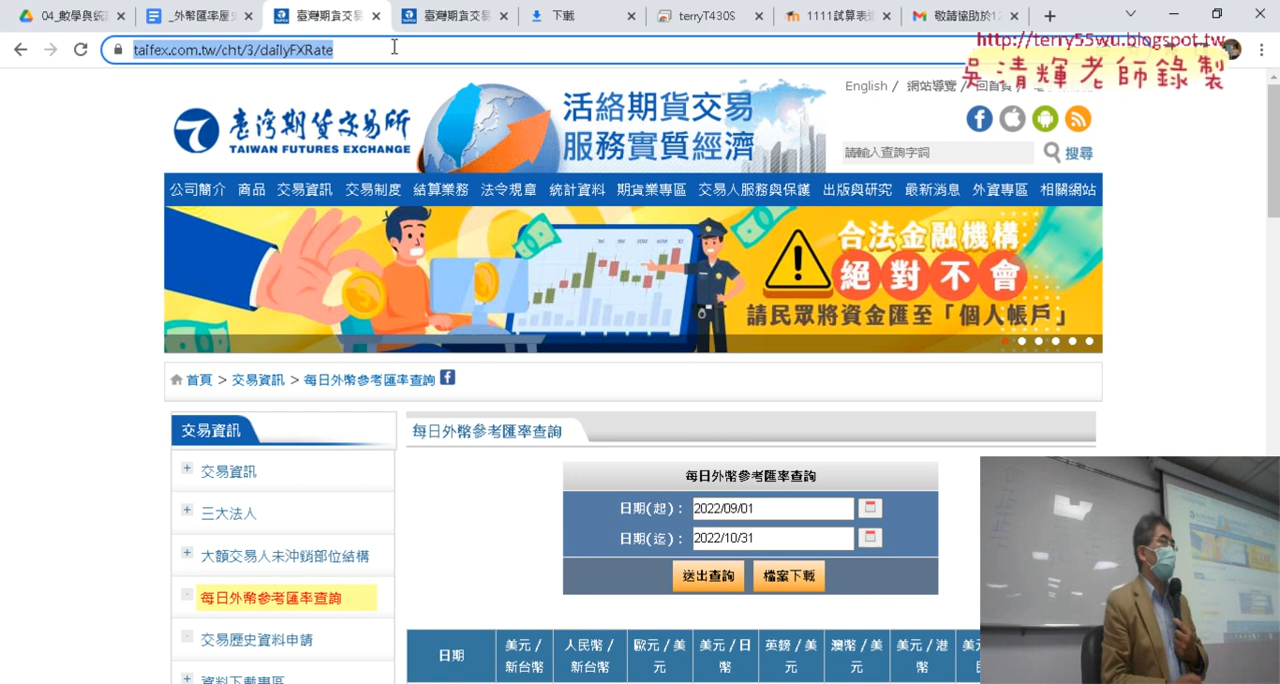 04_數學與統
_外幣匯率歷史
臺灣期貨交易
臺灣期貨交易
下載
terryT430S
1111試算表進
敬請協助於12
taifex.com.tw/cht/3/dailyFXRate
http://terry55wu.blogspot.tw
吳清輝老師錄製
English / 網站導覽 / 回首頁 /
臺灣期貨交易所
TAIWAN FUTURES EXCHANGE
活絡期貨交易
服務實質經濟
請輸入查詢字詞
搜尋
公司簡介 商品 交易資訊 交易制度 結算業務 法令規章 統計資料 期貨業專區 交易人服務與保護 出版與研究 最新消息 外資專區 相關網站
合法金融機構
絕對不會
請民眾將資金匯至「個人帳戶」
首頁 > 交易資訊 > 每日外幣參考匯率查詢
交易資訊
每日外幣參考匯率查詢
交易資訊
三大法人
大額交易人未沖銷部位結構
每日外幣參考匯率查詢
交易歷史資料申請
資料下載專區
每日外幣參考匯率查詢
日期(起)： 2022/09/01
日期(迄)： 2022/10/31
送出查詢 檔案下載
日期
美元／新台幣
人民幣／新台幣
歐元／美元
美元／日幣
英鎊／美元
澳幣／美元
美元／港幣